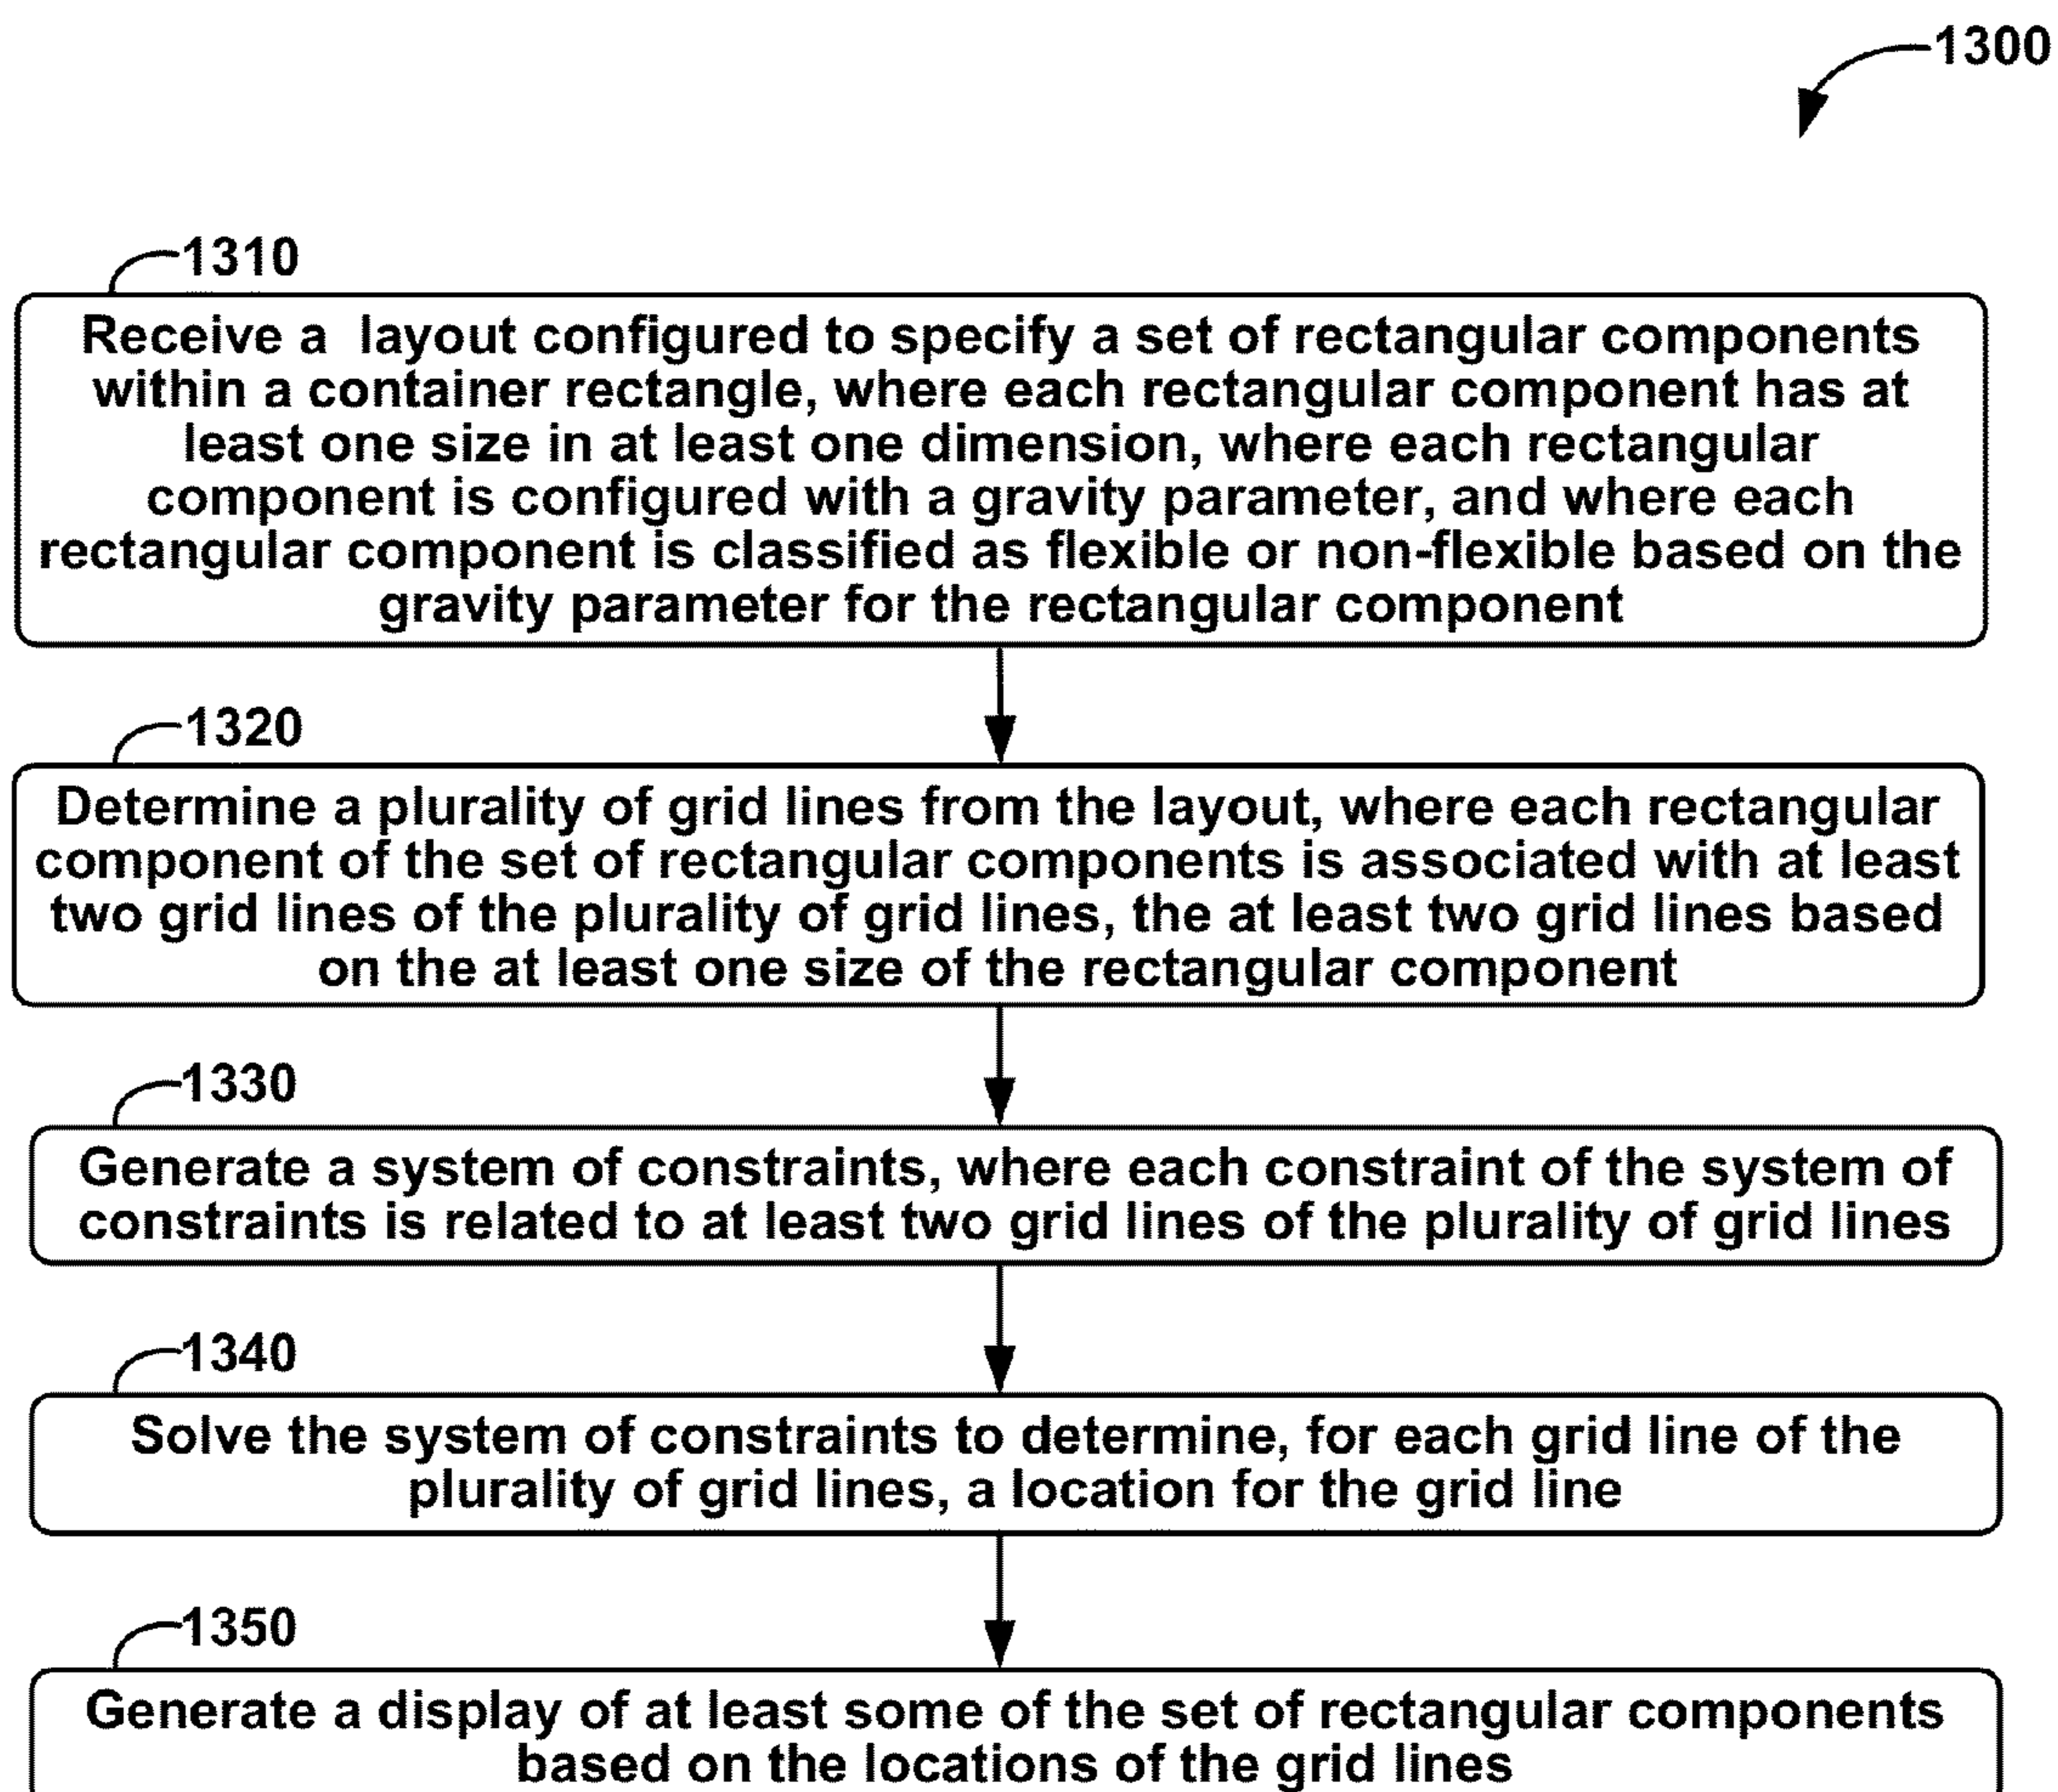 1300
1310
Receive a layout configured to specify a set of rectangular components
within a container rectangle, where each rectangular component has at
least one size in at least one dimension, where each rectangular
component is configured with a gravity parameter, and where each
rectangular component is classified as flexible or non-flexible based on the
gravity parameter for the rectangular component
1320
Determine a plurality of grid lines from the layout, where each rectangular
component of the set of rectangular components is associated with at least
two grid lines of the plurality of grid lines, the at least two grid lines based
on the at least one size of the rectangular component
1330
Generate a system of constraints, where each constraint of the system of
constraints is related to at least two grid lines of the plurality of grid lines
1340
Solve the system of constraints to determine, for each grid line of the
plurality of grid lines, a location for the grid line
1350
Generate a display of at least some of the set of rectangular components
based on the locations of the grid lines